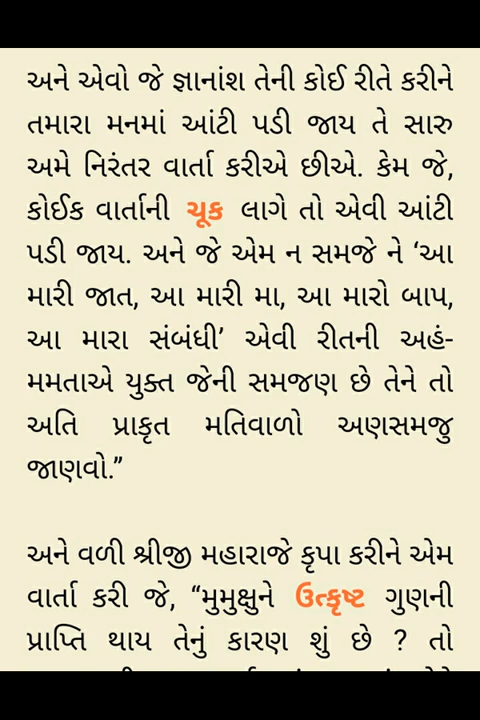 અને એવો જે જ્ઞાનાંશ તેની કોઈ રીતે કરીને
તમારા મનમાં આંટી પડી જાય તે સારુ
અમે નિરંતર વાર્તા કરીએ છીએ. કેમ જે,
કોઈક વાર્તાની ચૂક લાગે તો એવી આંટી
પડી જાય. અને જે એમ ન સમજે ને ‘આ
મારી જાત, આ મારી મા, આ મારો બાપ,
આ મારા સંબંધી’ એવી રીતની અહં-
મમતાએ યુક્ત જેની સમજણ છે તેને તો
અતિ પ્રાકૃત મતિવાળો અણસમજુ
જાણવો.”
અને વળી શ્રીજી મહારાજે કૃપા કરીને એમ
વાર્તા કરી જે, “મુમુક્ષુને ઉત્કૃષ્ટ ગુણની
પ્રાપ્તિ થાય તેનું કારણ શું છે ? તો